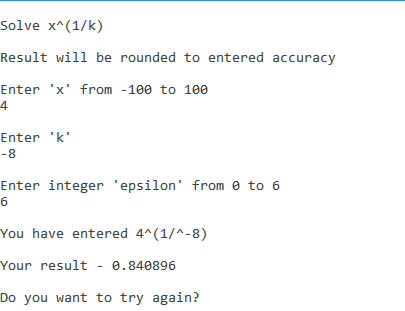 Solve x^(1/k)
Result will be rounded to entered accuracy
Enter 'x' from -100 to 100
4
Enter 'k'
-8
Enter integer 'epsilon' from 0 to 6
6
You have entered 4^(1/^-8)
Your result - 0.840896
Do you want to try again?